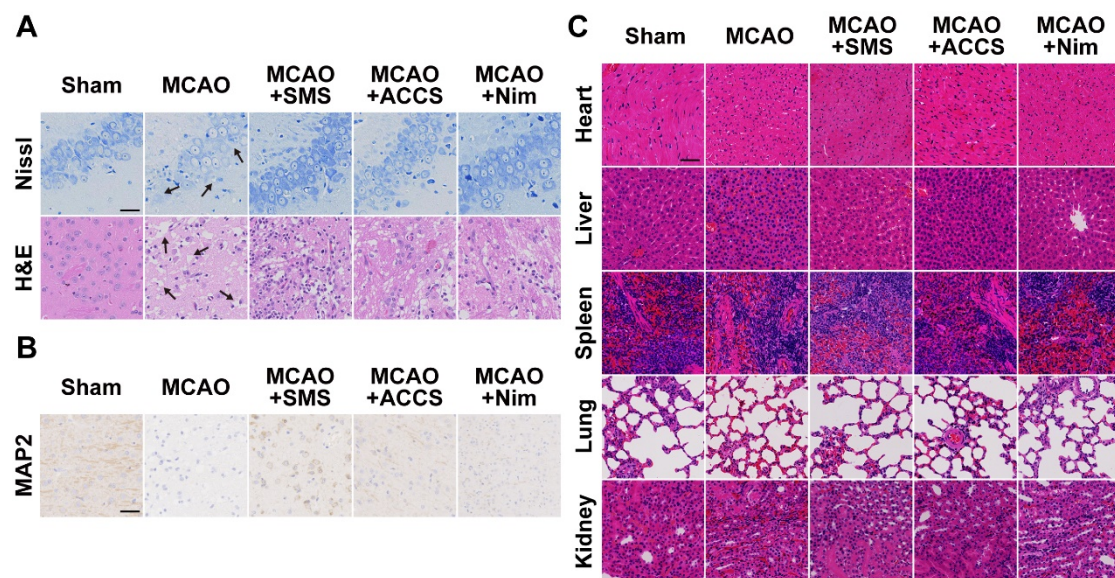 A
Sham MCAO MCAO +SMS MCAO +ACCS MCAO +Nim
Nissl
H&E
B
Sham MCAO MCAO +SMS MCAO +ACCS MCAO +Nim
MAP2
C
Sham MCAO MCAO +SMS MCAO +ACCS MCAO +Nim
Heart
Liver
Spleen
Lung
Kidney